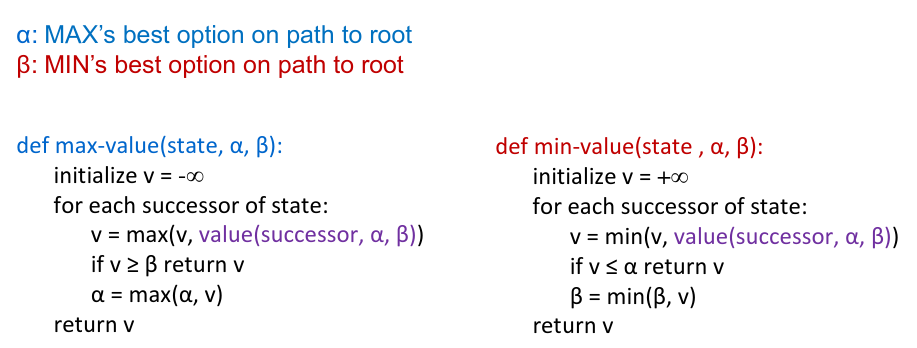 α: MAX’s best option on path to root
β: MIN’s best option on path to root
def max-value(state, α, β):
initialize v = -∞
for each successor of state:
v = max(v, value(successor, α, β))
if v ≥ β return v
α = max(α, v)
return v
def min-value(state , α, β):
initialize v = +∞
for each successor of state:
v = min(v, value(successor, α, β))
if v ≤ α return v
β = min(β, v)
return v